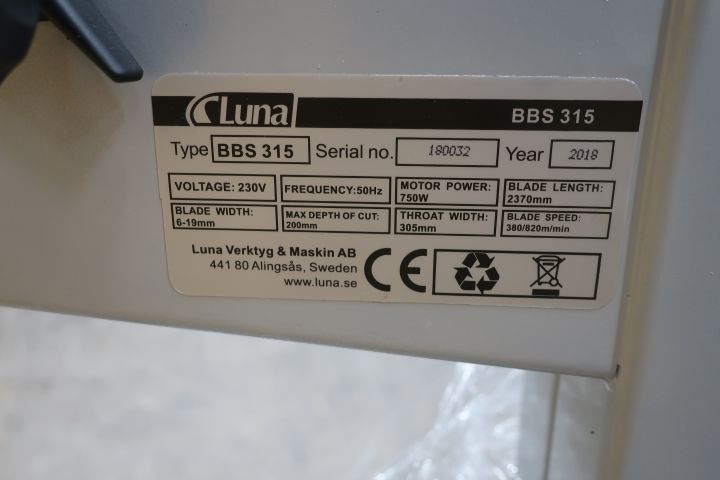 Luna BBS 315
Type BBS 315 Serial no. 180032 Year 2018
VOLTAGE: 230V FREQUENCY:50Hz MOTOR POWER: 750W BLADE LENGTH: 2370mm
BLADE WIDTH: 6-19mm MAX DEPTH OF CUT: 200mm THROAT WIDTH: 305mm BLADE SPEED: 380/820m/min
Luna Verktyg & Maskin AB
441 80 Alingsås, Sweden
www.luna.se
CE